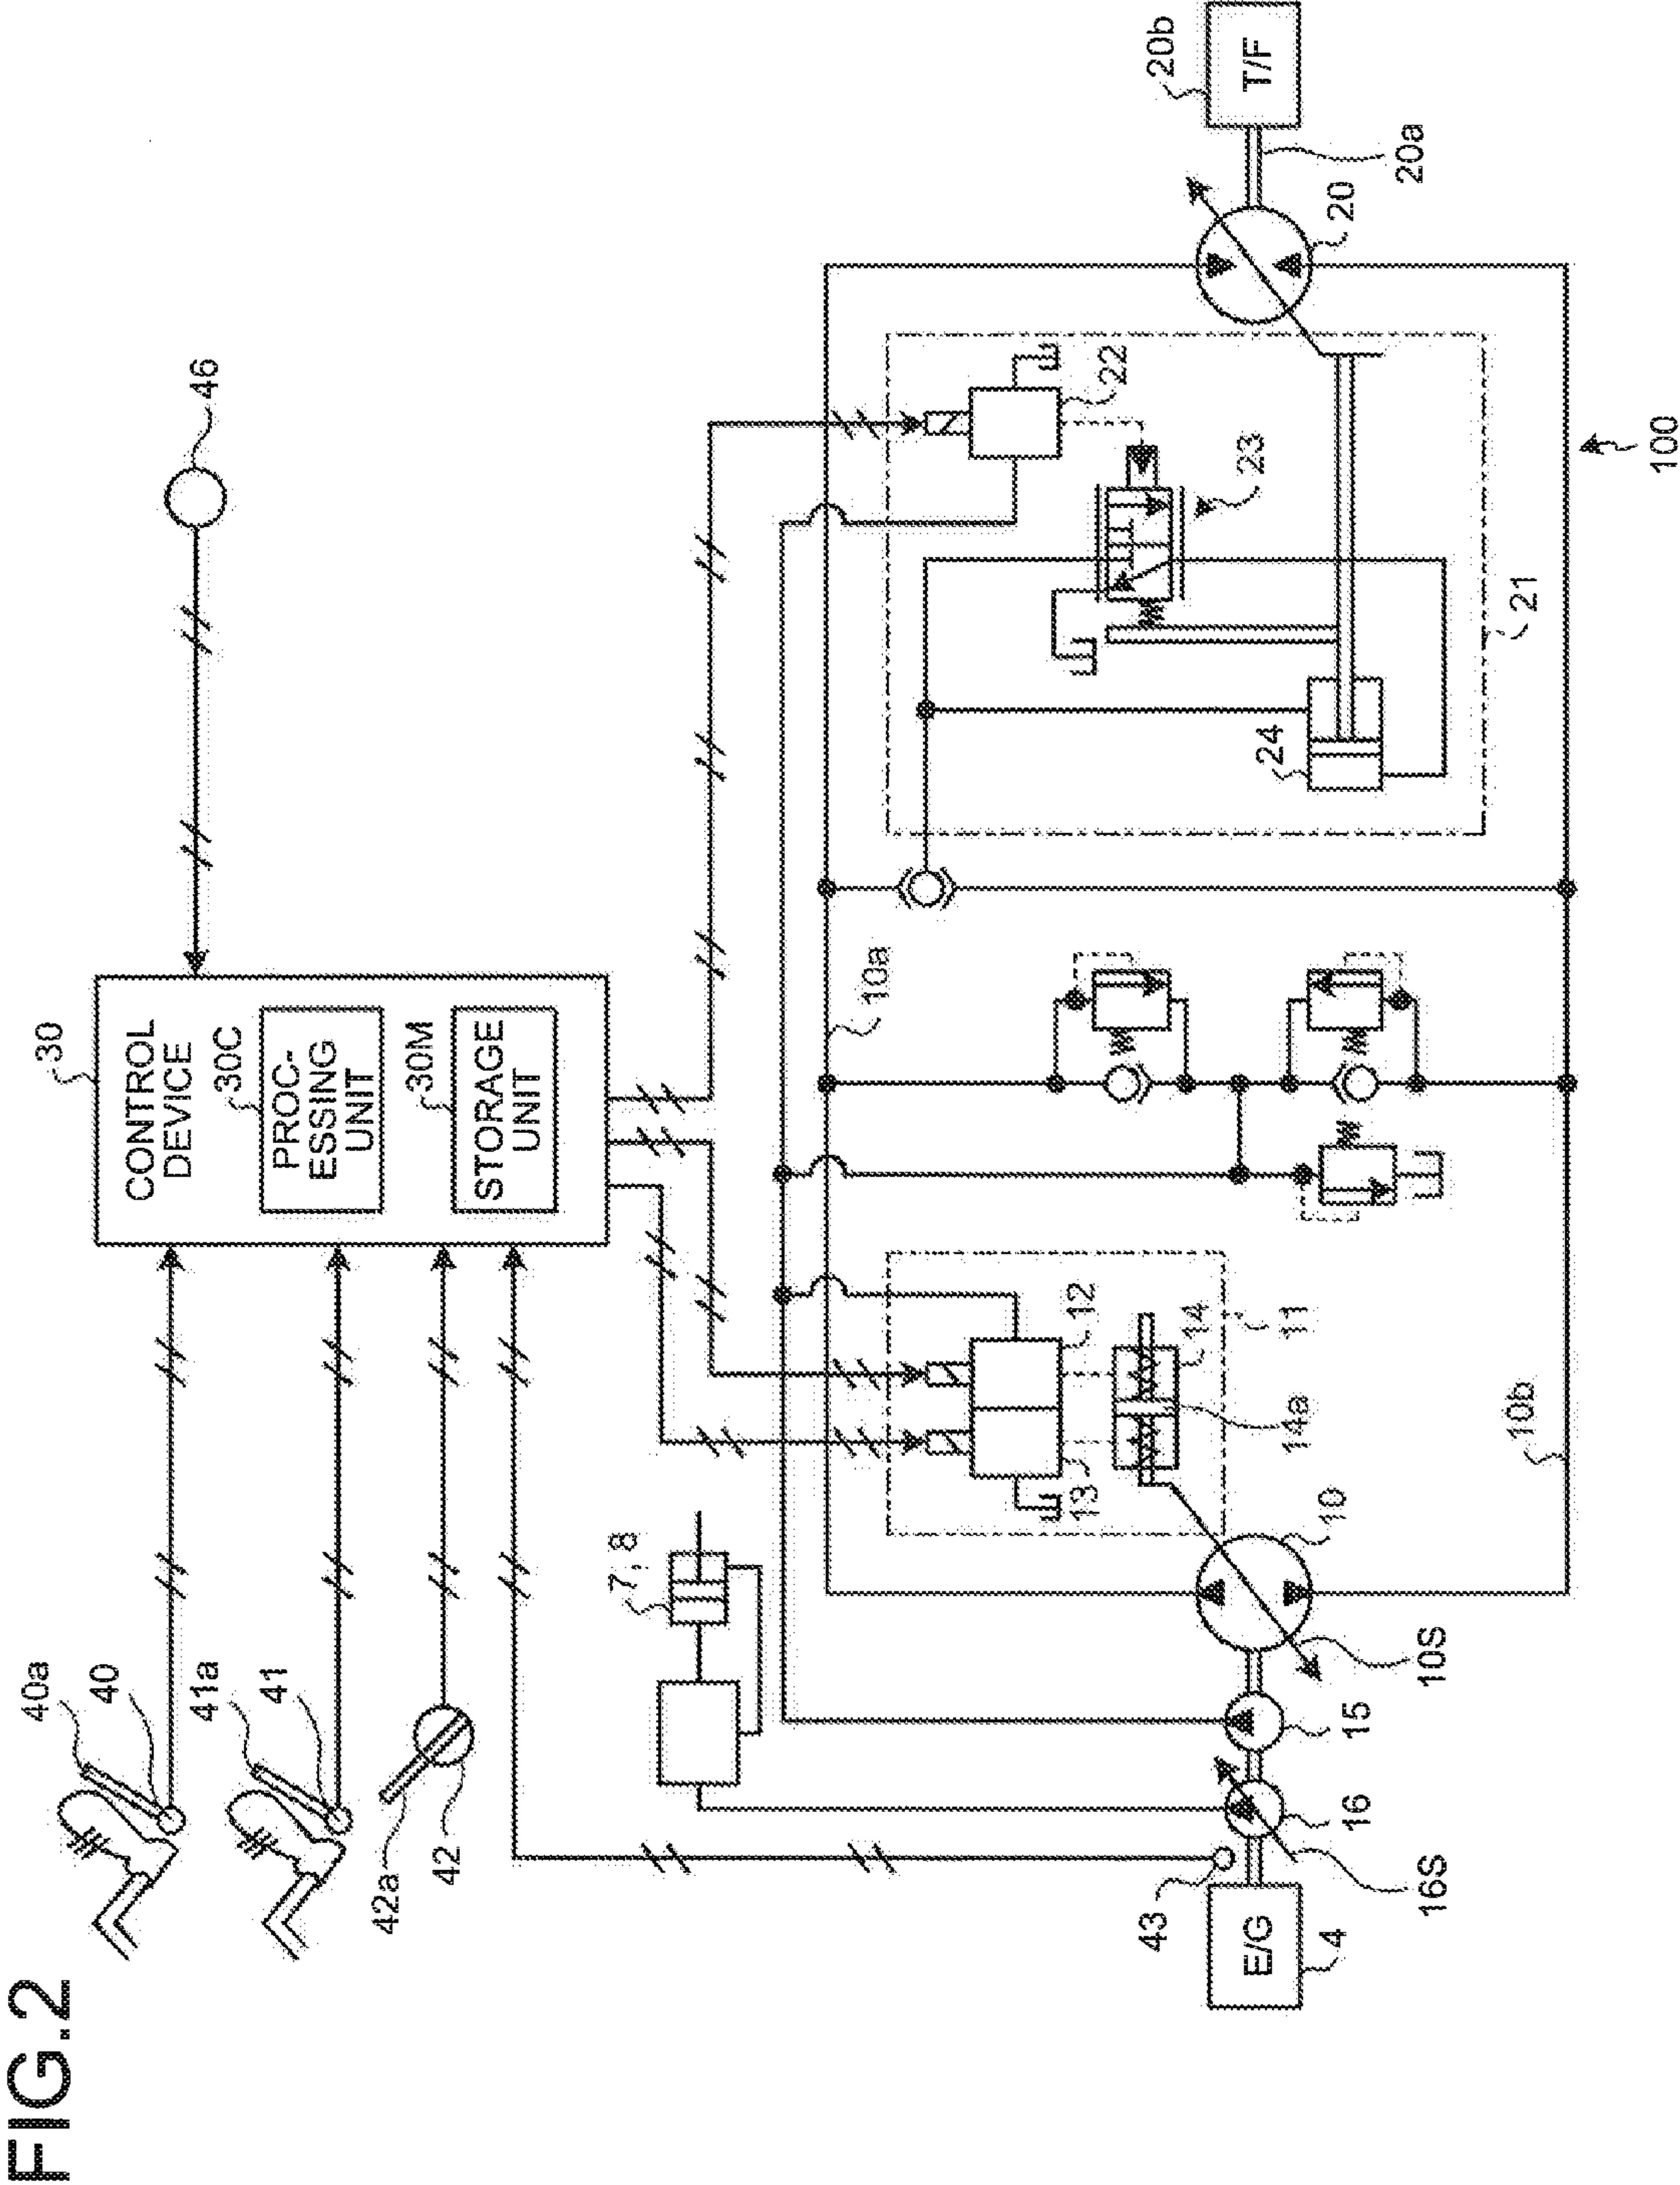 FIG.2
40a
40
41a
41
42a
42
30
CONTROL
DEVICE
30C
PROC-
ESSING
UNIT
30M
STORAGE
UNIT
46
7, 8
43
E/G
4
16
16S
15
10
10S
10a
10b
11
12
13
14
14a
20
20a
20b
T/F
21
22
23
24
100